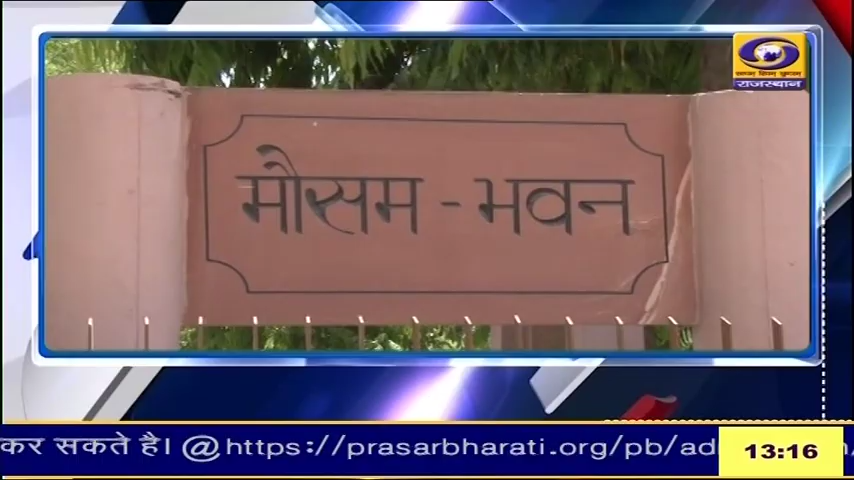 राजस्थान
मौसम - भवन
कर सकते है। @https://prasarbharati.org/pb/ad
13:16